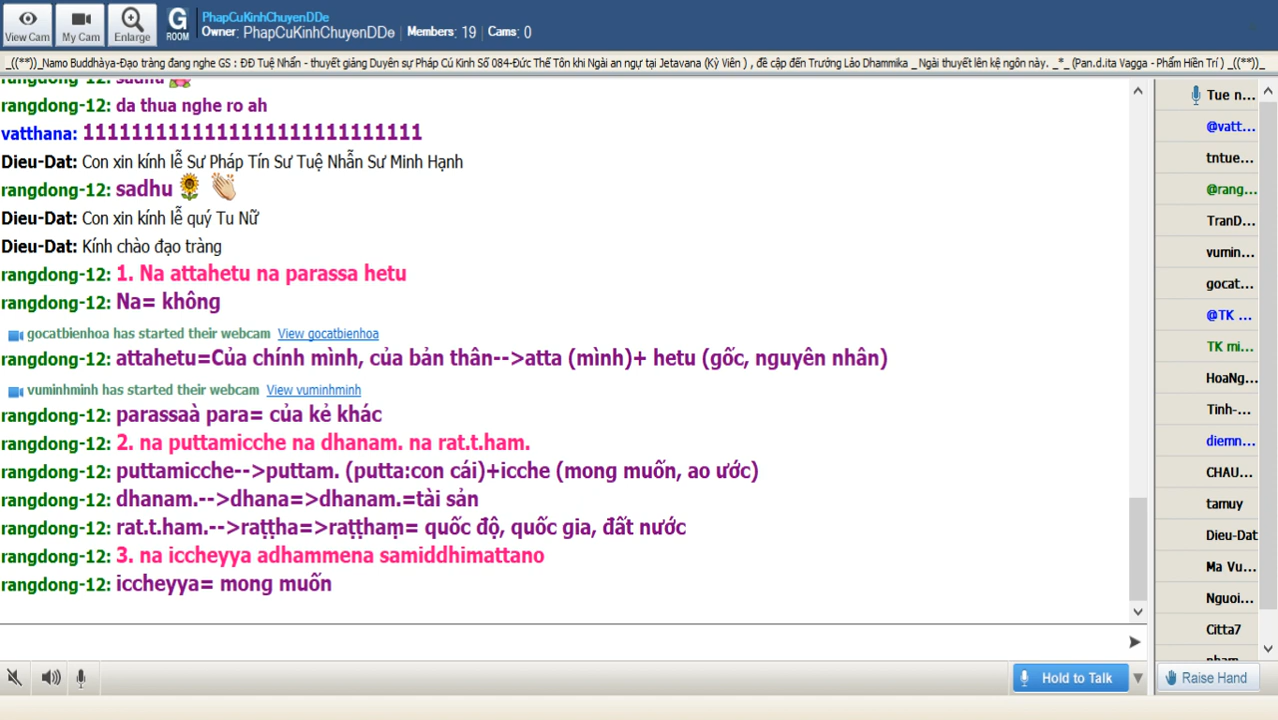 View Cam
My Cam
Enlarge
G
ROOM
PhapCuKinhChuyenDDe
Owner: PhapCuKinhChuyenDDe Members: 19 Cams: 0
_((**))_Namo Buddhàya-Đạo tràng đang nghe GS : ĐĐ Tuệ Nhẫn - thuyết giảng Duyên sự Pháp Cú Kinh Số 084-Đức Thế Tôn khi Ngài an ngự tại Jetavana (Kỳ Viên ) , đề cập đến Trưởng Lão Dhammika _ Ngài thuyết lên kệ ngôn này. _*_ (Pan.d.ita Vagga - Phẩm Hiền Trí ) _((**))_
rangdong-12: sadhu
rangdong-12: da thua nghe ro ah
vatthana: 1111111111111111111111111111
Dieu-Dat: Con xin kính lễ Sư Pháp Tín Sư Tuệ Nhẫn Sư Minh Hạnh
rangdong-12: sadhu
Dieu-Dat: Con xin kính lễ quý Tu Nữ
Dieu-Dat: Kính chào đạo tràng
rangdong-12: 1. Na attahetu na parassa hetu
rangdong-12: Na= không
gocatbienhoa has started their webcam View gocatbienhoa
rangdong-12: attahetu=Của chính mình, của bản thân-->atta (mình)+ hetu (gốc, nguyên nhân)
vuminhminh has started their webcam View vuminhminh
rangdong-12: parassaà para= của kẻ khác
rangdong-12: 2. na puttamicche na dhanam. na rat.t.ham.
rangdong-12: puttamicche-->puttam. (putta:con cái)+icche (mong muốn, ao ước)
rangdong-12: dhanam.-->dhana=>dhanam.=tài sản
rangdong-12: rat.t.ham.-->raṭṭha=>raṭṭhaṃ= quốc độ, quốc gia, đất nước
rangdong-12: 3. na iccheyya adhammena samiddhimattano
rangdong-12: iccheyya= mong muốn
Tue n...
@vatt...
tntue...
@rang...
TranD...
vumin...
gocat...
@TK ...
TK mi...
HoaNg...
Tinh-...
diemn...
CHAU...
tamuy
Dieu-Dat
Ma Vu...
Nguoi...
Citta7
Hold to Talk
Raise Hand